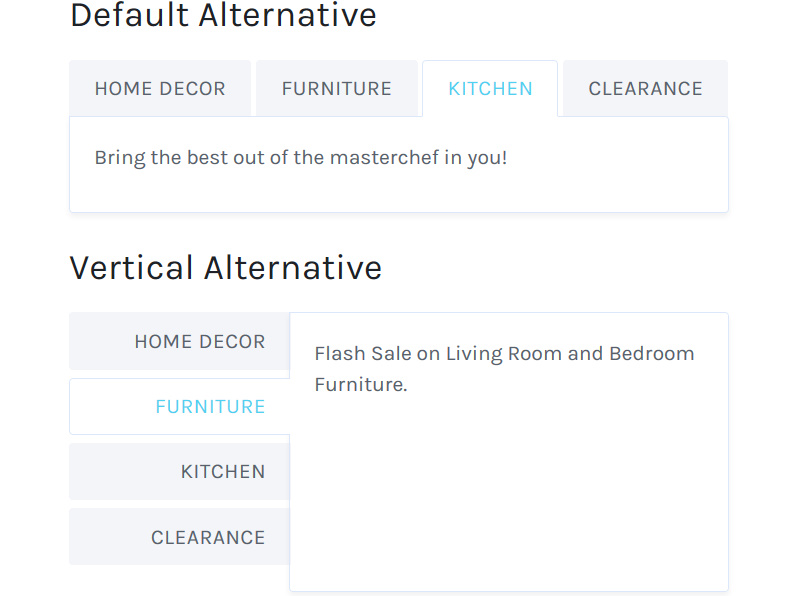 Default Alternative
HOME DECOR FURNITURE KITCHEN CLEARANCE
Bring the best out of the masterchef in you!
Vertical Alternative
HOME DECOR
FURNITURE
KITCHEN
CLEARANCE
Flash Sale on Living Room and Bedroom
Furniture.